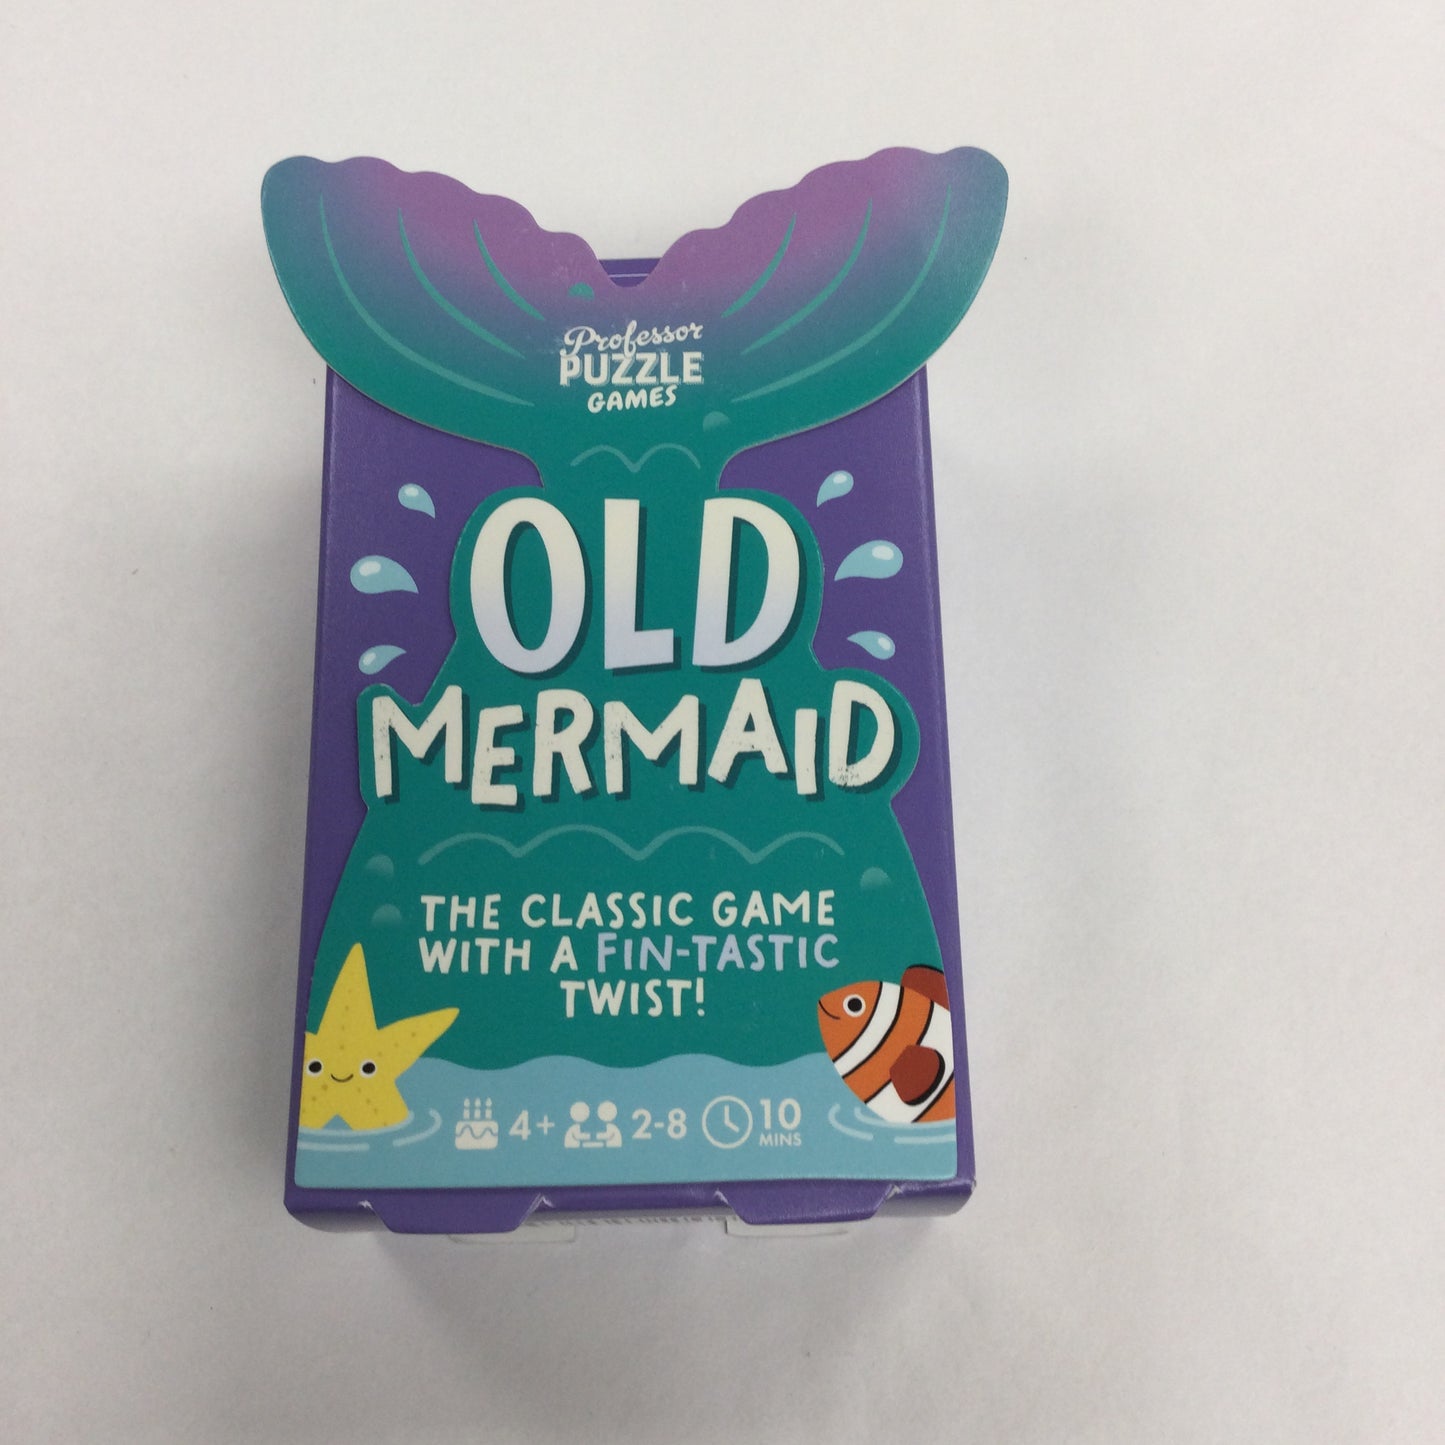 Professor
PUZZLE
GAMES
OLD
MERMAID
THE CLASSIC GAME
WITH A FIN-TASTIC
TWIST!
4+ 2-8 10
MINS